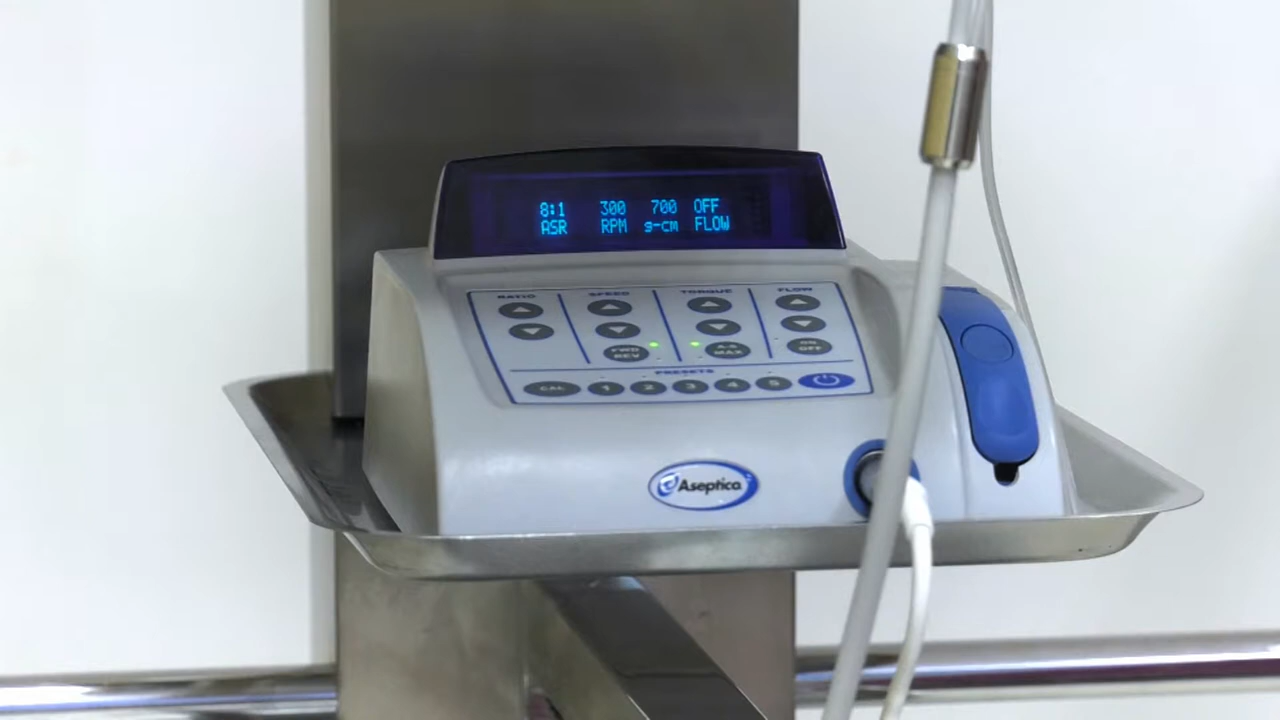 8:1 300 700 OFF
ASR RPM g-cm FLOW
RATIO SPEED TORQUE FLOW
FWD REV A-S MAX ON OFF
PRESETS
CAL 1 2 3 4 5
Aseptico